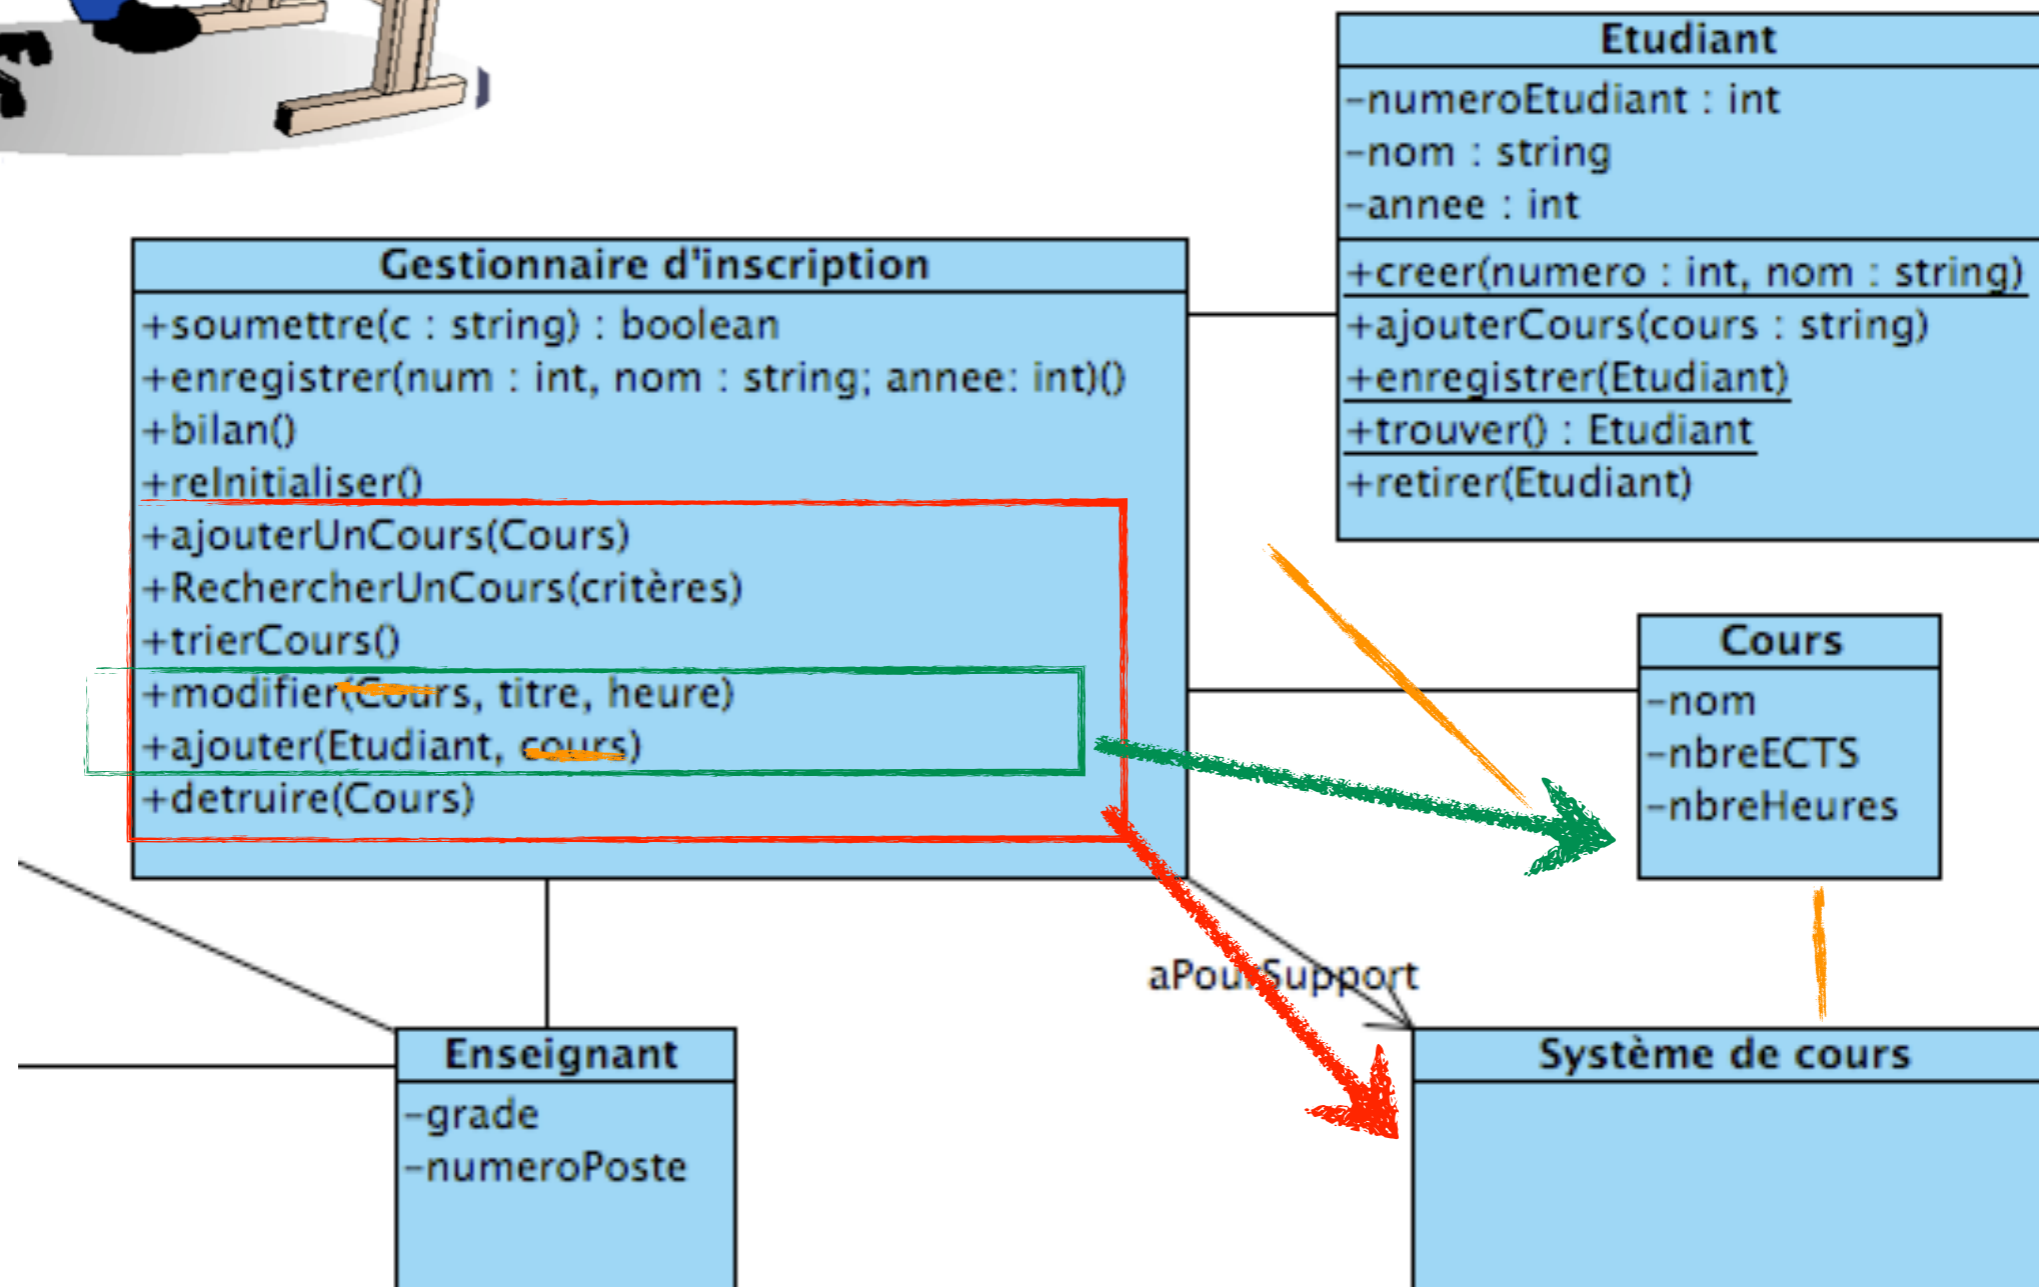 Etudiant
-numeroEtudiant : int
-nom : string
-annee : int
+creer(numero : int, nom : string)
+ajouterCours(cours : string)
+enregistrer(Etudiant)
+trouver() : Etudiant
+retirer(Etudiant)
Gestionnaire d'inscription
+soumettre(c : string) : boolean
+enregistrer(num : int, nom : string; annee: int)()
+bilan()
+reInitialiser()
+ajouterUnCours(Cours)
+RechercherUnCours(critères)
+trierCours()
+modifier(Cours, titre, heure)
+ajouter(Etudiant, cours)
+detruire(Cours)
Cours
-nom
-nbreECTS
-nbreHeures
aPourSupport
Enseignant
-grade
-numeroPoste
Système de cours